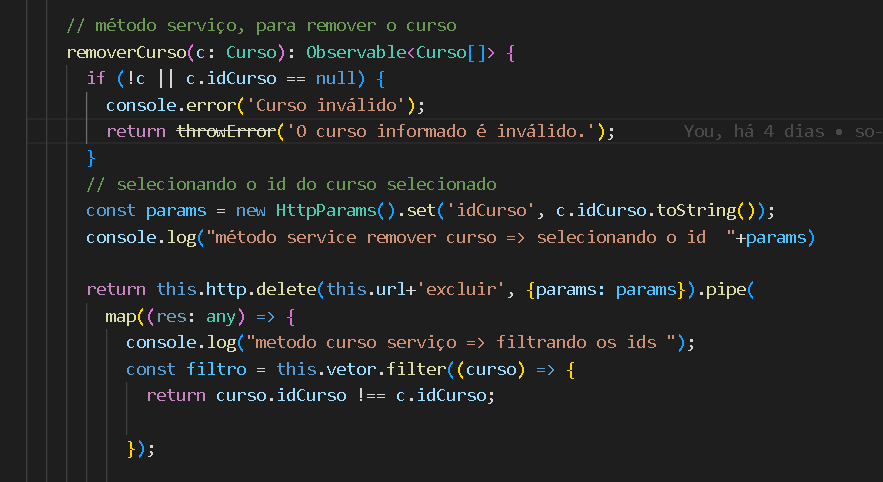 // método serviço, para remover o curso
removerCurso(c: Curso): Observable<Curso[]> {
if (!c || c.idCurso == null) {
console.error('Curso inválido');
return throwError('O curso informado é inválido.'); You, há 4 dias • so-
}
// selecionando o id do curso selecionado
const params = new HttpParams().set('idCurso', c.idCurso.toString());
console.log("método service remover curso => selecionando o id  "+params)
return this.http.delete(this.url+'excluir', {params: params}).pipe(
map((res: any) => {
console.log("metodo curso serviço => filtrando os ids ");
const filtro = this.vetor.filter((curso) => {
return curso.idCurso !== c.idCurso;
});